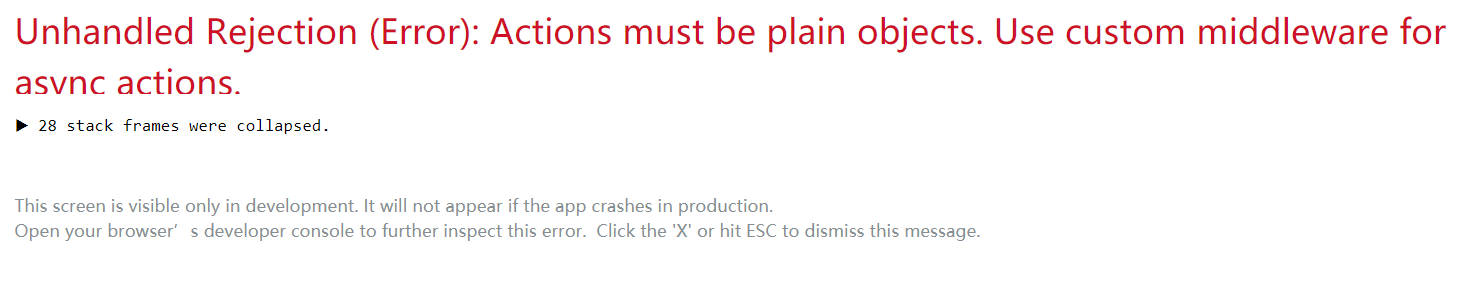 Unhandled Rejection (Error): Actions must be plain objects. Use custom middleware for
async actions.
▶ 28 stack frames were collapsed.
This screen is visible only in development. It will not appear if the app crashes in production.
Open your browser’s developer console to further inspect this error. Click the 'X' or hit ESC to dismiss this message.